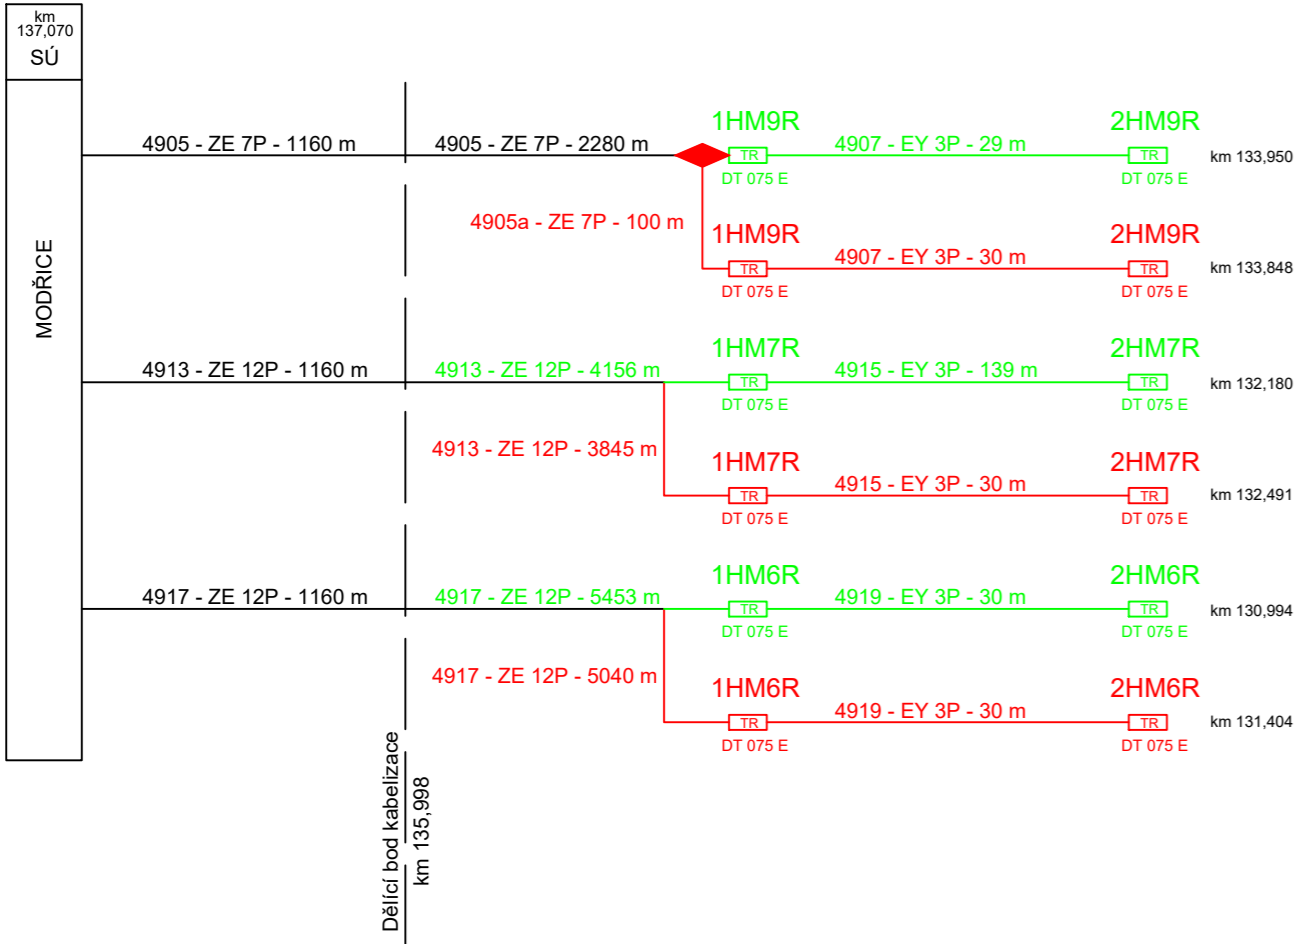 km
137,070
SÚ
MODŘICE
4905 - ZE 7P - 1160 m
4905 - ZE 7P - 2280 m
1HM9R
TR
DT 075 E
4907 - EY 3P - 29 m
2HM9R
TR
DT 075 E
km 133,950
4905a - ZE 7P - 100 m
1HM9R
TR
DT 075 E
4907 - EY 3P - 30 m
2HM9R
TR
DT 075 E
km 133,848
4913 - ZE 12P - 1160 m
4913 - ZE 12P - 4156 m
1HM7R
TR
DT 075 E
4915 - EY 3P - 139 m
2HM7R
TR
DT 075 E
km 132,180
4913 - ZE 12P - 3845 m
1HM7R
TR
DT 075 E
4915 - EY 3P - 30 m
2HM7R
TR
DT 075 E
km 132,491
4917 - ZE 12P - 1160 m
4917 - ZE 12P - 5453 m
1HM6R
TR
DT 075 E
4919 - EY 3P - 30 m
2HM6R
TR
DT 075 E
km 130,994
4917 - ZE 12P - 5040 m
1HM6R
TR
DT 075 E
4919 - EY 3P - 30 m
2HM6R
TR
DT 075 E
km 131,404
Dělící bod kabelizace
km 135,998